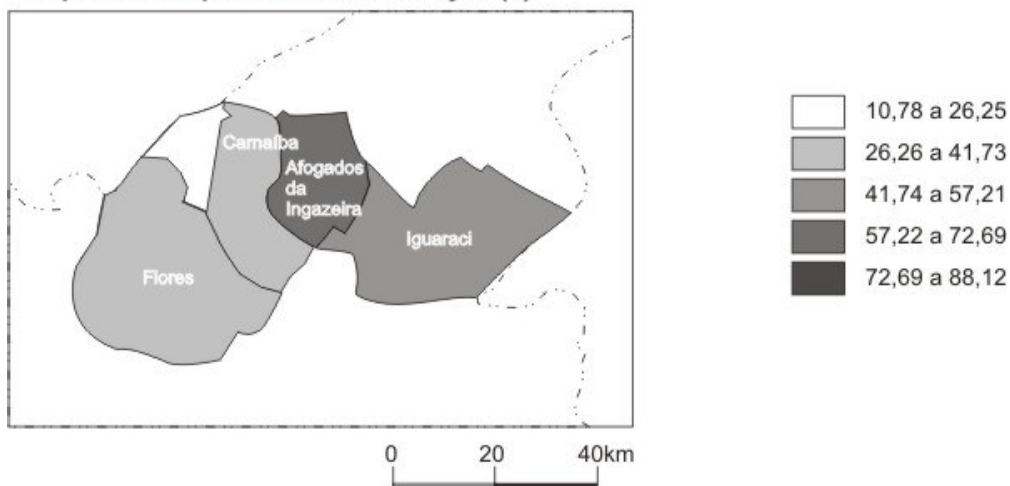 Carnaíba
Afogados
da
Ingazeira
Iguaraci
Flores
10,78 a 26,25
26,26 a 41,73
41,74 a 57,21
57,22 a 72,69
72,69 a 88,12
0 20 40km